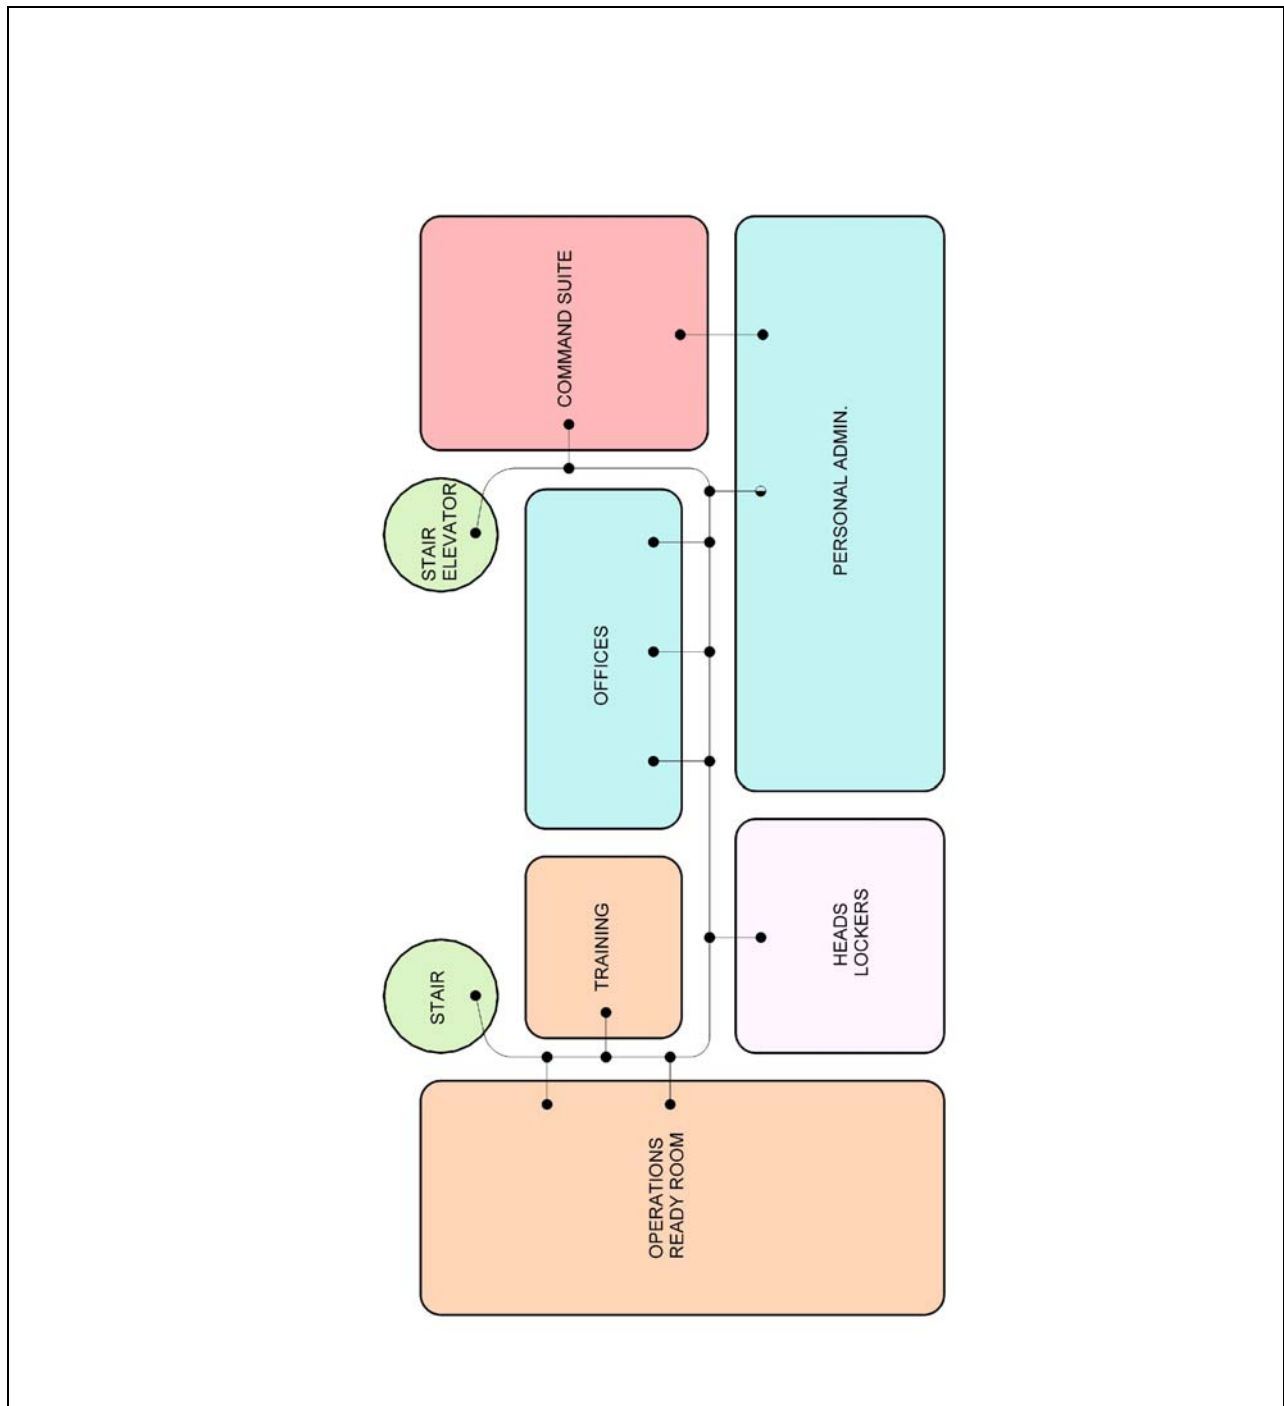 COMMAND SUITE
STAIR
ELEVATOR
PERSONAL ADMIN.
OFFICES
TRAINING
HEADS
LOCKERS
STAIR
OPERATIONS
READY ROOM